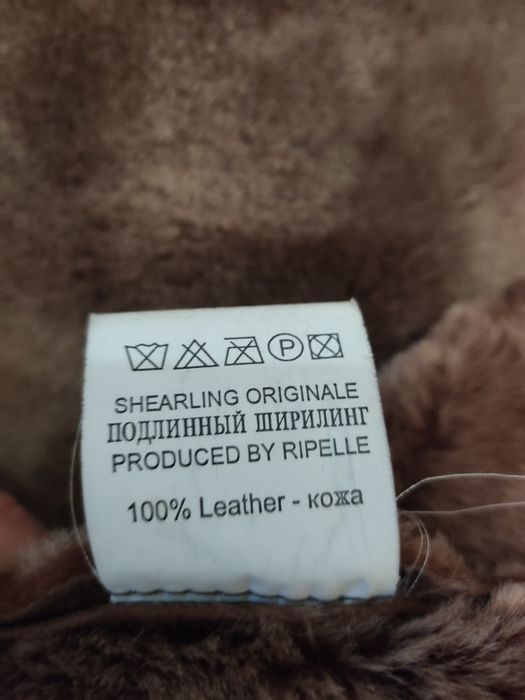 P
SHEARLING ORIGINALE
ПОДЛИННЫЙ ШИРИЛИНГ
PRODUCED BY RIPELLE
100% Leather - кожа